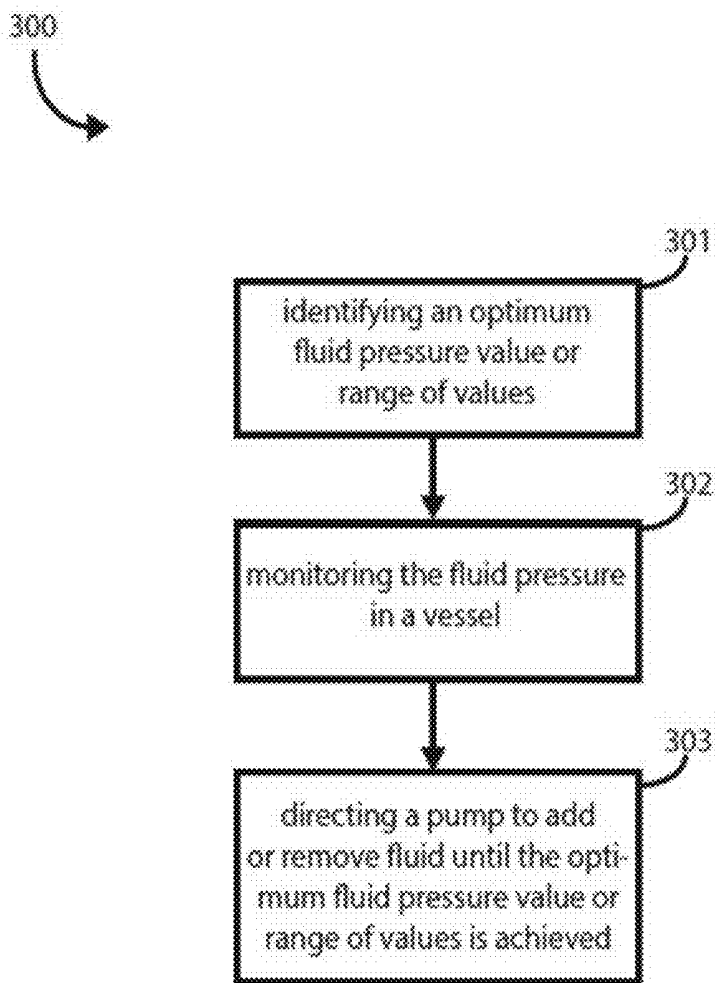 300
301
identifying an optimum
fluid pressure value or
range of values
302
monitoring the fluid pressure
in a vessel
303
directing a pump to add
or remove fluid until the opti-
mum fluid pressure value or
range of values is achieved